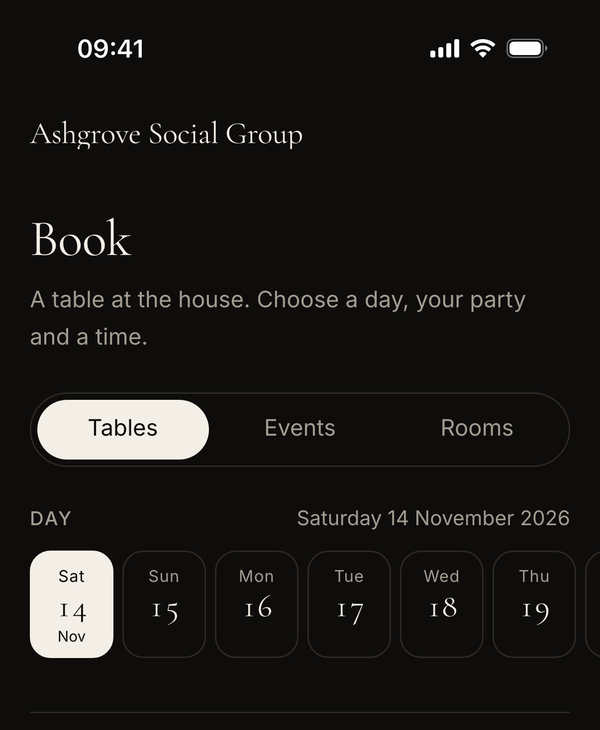 09:41
Ashgrove Social Group
Book
A table at the house. Choose a day, your party
and a time.
Tables Events Rooms
DAY Saturday 14 November 2026
Sat Sun Mon Tue Wed Thu
14 15 16 17 18 19
Nov